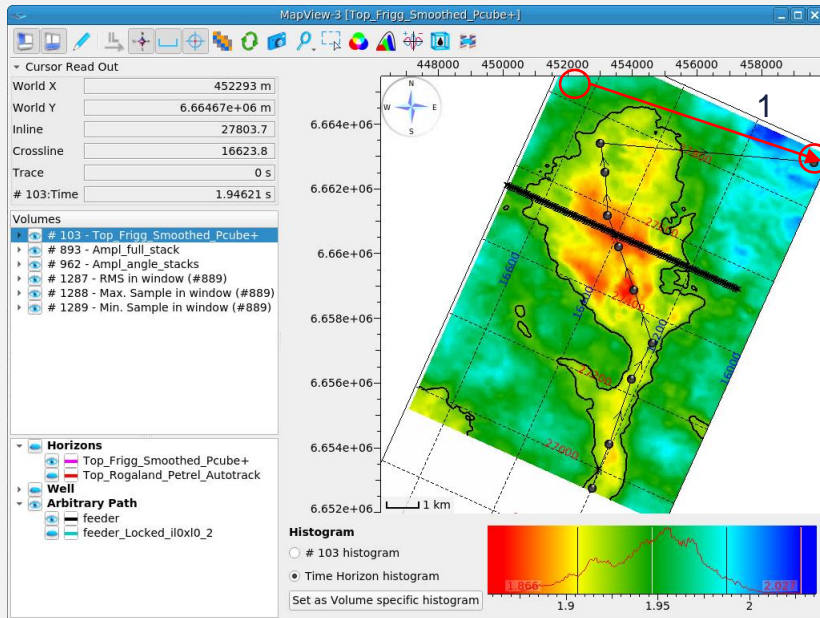 MapView-3 [Top_Frigg_Smoothed_Pcube+]
Cursor Read Out
World X 452293 m
World Y 6.66467e+06 m
Inline 27803.7
Crossline 16623.8
Trace 0 s
# 103:Time 1.94621 s
Volumes
# 103 - Top_Frigg_Smoothed_Pcube+
# 893 - Ampl_full_stack
# 962 - Ampl_angle_stacks
# 1287 - RMS in window (#889)
# 1288 - Max. Sample in window (#889)
# 1289 - Min. Sample in window (#889)
Horizons
Top_Frigg_Smoothed_Pcube+
Top_Rogaland_Petrel_Autotrack
Well
Arbitrary Path
feeder
feeder_Locked_il0xl0_2
448000 450000 452000 454000 456000 458000
N
W E
S
1
6.664e+06
6.662e+06
6.66e+06
6.658e+06
6.656e+06
6.654e+06
6.652e+06
16600
16000
27200
27000
1 km
Histogram
# 103 histogram
Time Horizon histogram
Set as Volume specific histogram
1.866 2.023
1.9 1.95 2